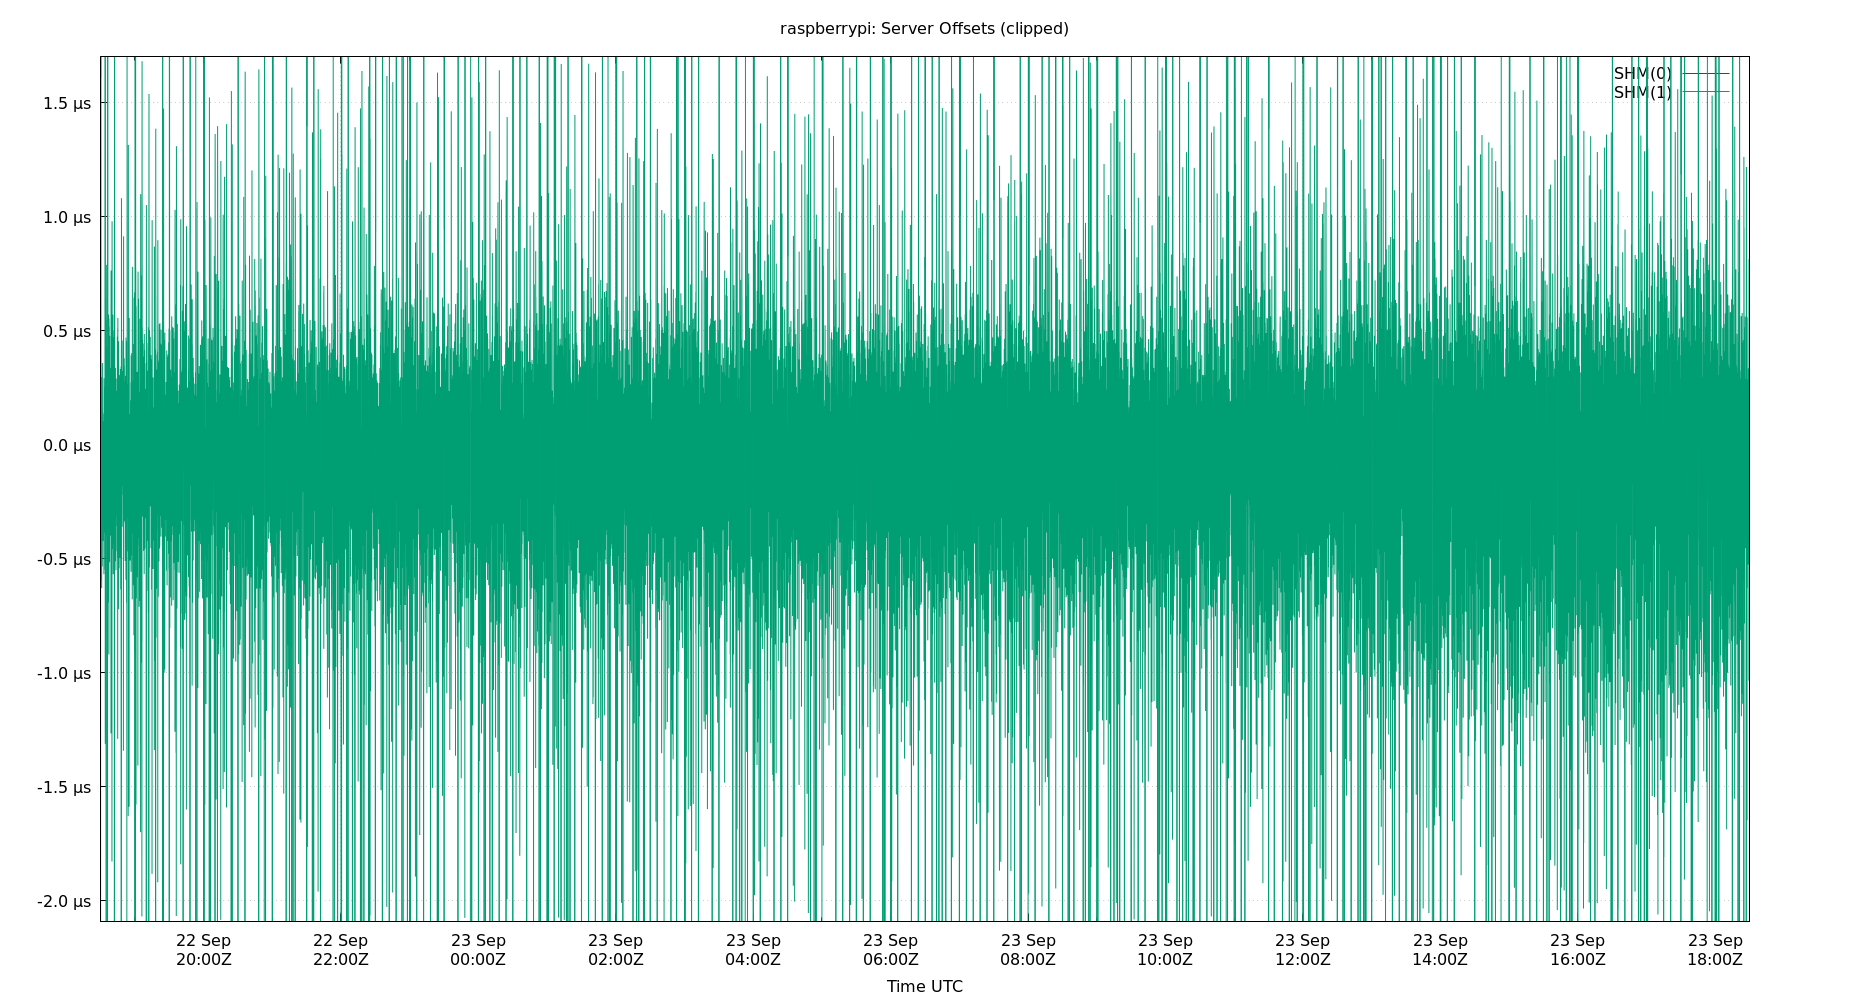 raspberrypi: Server Offsets (clipped)
SHM(0)
SHM(1)
1.5 µs
1.0 µs
0.5 µs
0.0 µs
-0.5 µs
-1.0 µs
-1.5 µs
-2.0 µs
22 Sep 22 Sep 23 Sep 23 Sep 23 Sep 23 Sep 23 Sep 23 Sep 23 Sep 23 Sep 23 Sep 23 Sep
20:00Z 22:00Z 00:00Z 02:00Z 04:00Z 06:00Z 08:00Z 10:00Z 12:00Z 14:00Z 16:00Z 18:00Z
Time UTC